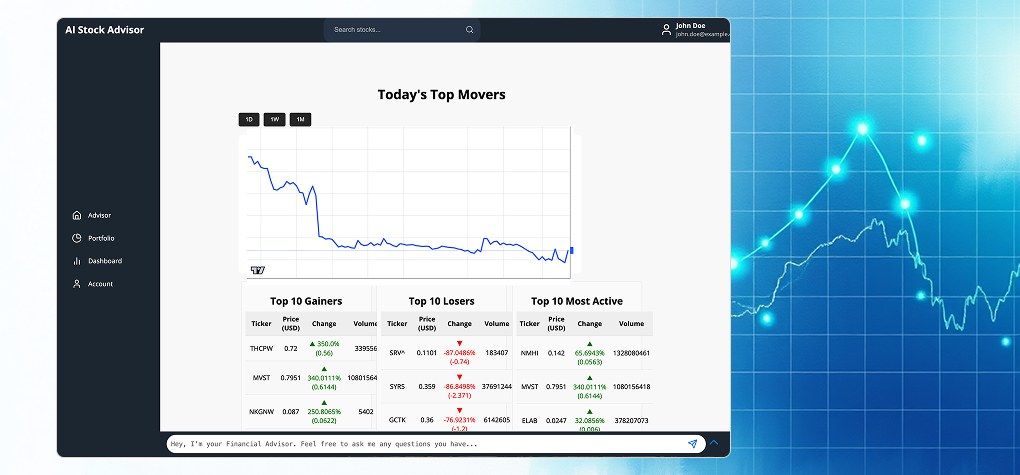 AI Stock Advisor
Search stocks...
John Doe
john.doe@example.
Today's Top Movers
1D 1W 1M
Advisor
Portfolio
Dashboard
Account
Top 10 Gainers
Ticker Price (USD) Change Volume
THCPW 0.72 ▲ 350.0% (0.56) 339556
MVST 0.7951 ▲ 340.0111% (0.6144) 10801564
NKGNW 0.087 ▲ 250.8065% (0.0622) 5402
Top 10 Losers
Ticker Price (USD) Change Volume
SRV^ 0.1101 ▼ -87.0486% (-0.74) 183407
SYRS 0.359 ▼ -86.8498% (-2.371) 37691244
GCTK 0.36 ▼ -76.9231% (-1.2) 6142605
Top 10 Most Active
Ticker Price (USD) Change Volume
NMHI 0.142 ▲ 65.6943% (0.0563) 1328080461
MVST 0.7951 ▲ 340.0111% (0.6144) 1080156418
ELAB 0.0247 ▲ 32.0856% (0.006) 378207073
Hey, I'm your Financial Advisor. Feel free to ask me any questions you have...